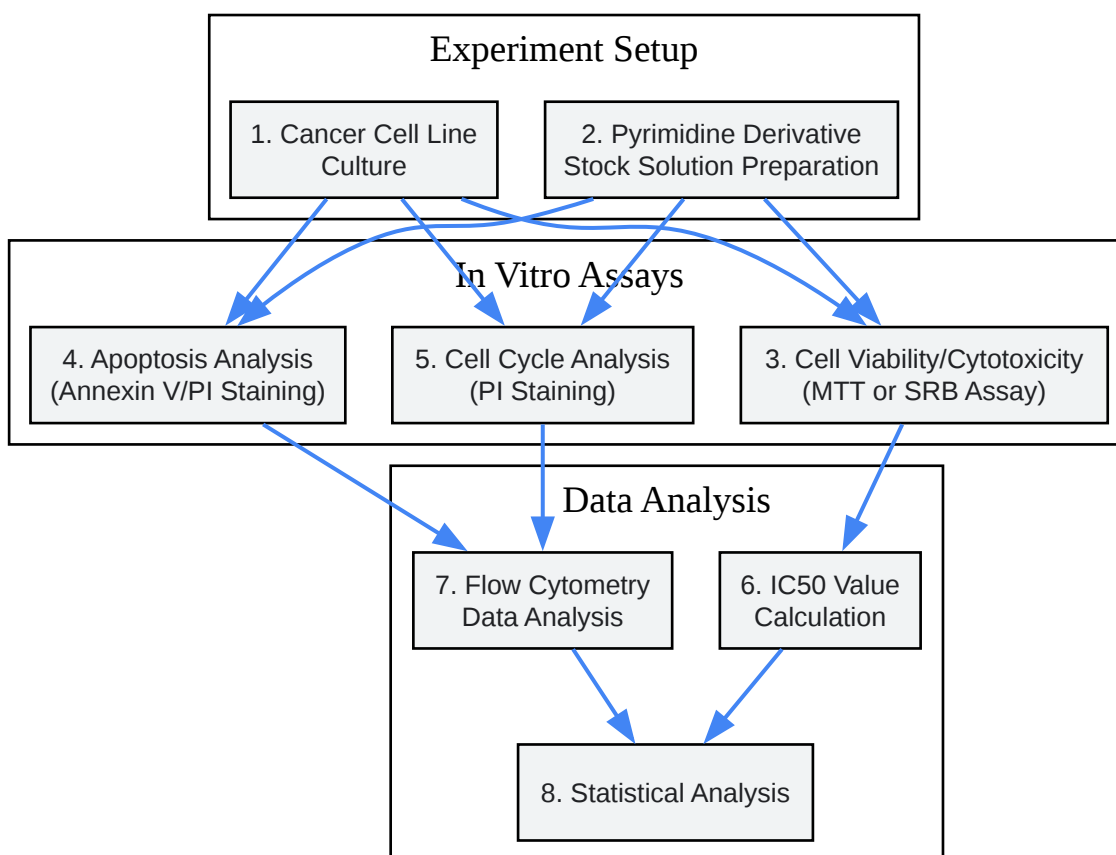 Experiment Setup
1. Cancer Cell Line
Culture
2. Pyrimidine Derivative
Stock Solution Preparation
In Vitro Assays
4. Apoptosis Analysis
(Annexin V/PI Staining)
5. Cell Cycle Analysis
(PI Staining)
3. Cell Viability/Cytotoxicity
(MTT or SRB Assay)
Data Analysis
7. Flow Cytometry
Data Analysis
6. IC50 Value
Calculation
8. Statistical Analysis